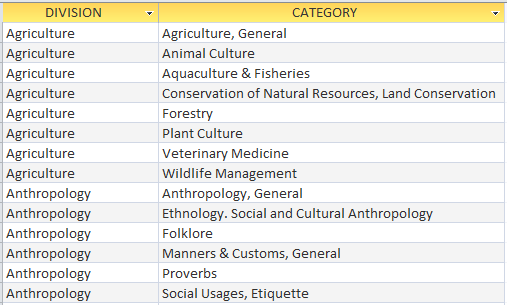 DIVISION CATEGORY
Agriculture Agriculture, General
Agriculture Animal Culture
Agriculture Aquaculture & Fisheries
Agriculture Conservation of Natural Resources, Land Conservation
Agriculture Forestry
Agriculture Plant Culture
Agriculture Veterinary Medicine
Agriculture Wildlife Management
Anthropology Anthropology, General
Anthropology Ethnology. Social and Cultural Anthropology
Anthropology Folklore
Anthropology Manners & Customs, General
Anthropology Proverbs
Anthropology Social Usages, Etiquette